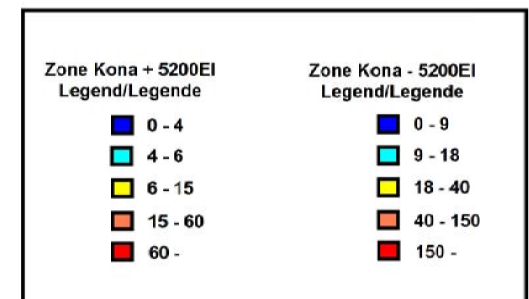 Zone Kona + 5200El
Legend/Legende
0 - 4
4 - 6
6 - 15
15 - 60
60 -
Zone Kona - 5200El
Legend/Legende
0 - 9
9 - 18
18 - 40
40 - 150
150 -